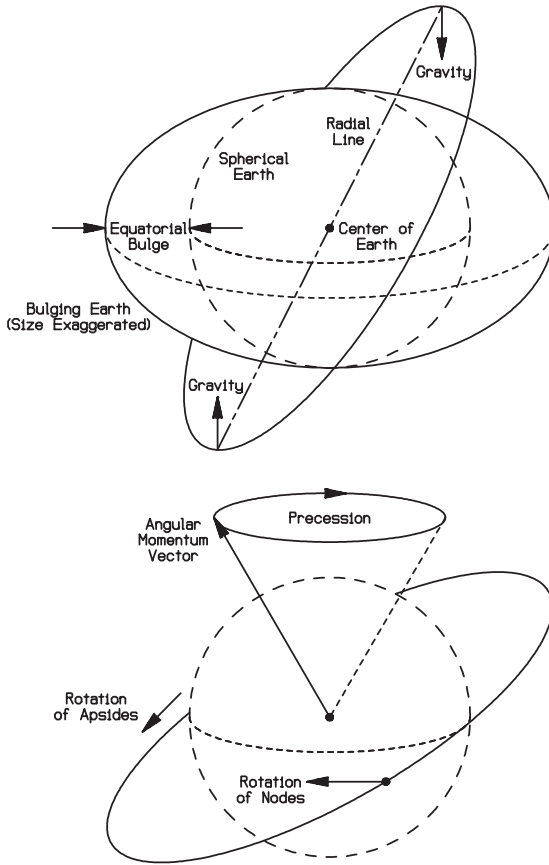 Gravity
Radial
Line
Spherical
Earth
Equatorial
Bulge
Center of
Earth
Bulging Earth
(Size Exaggerated)
Gravity
Angular
Momentum
Vector
Precession
Rotation
of Apsides
Rotation
of Nodes